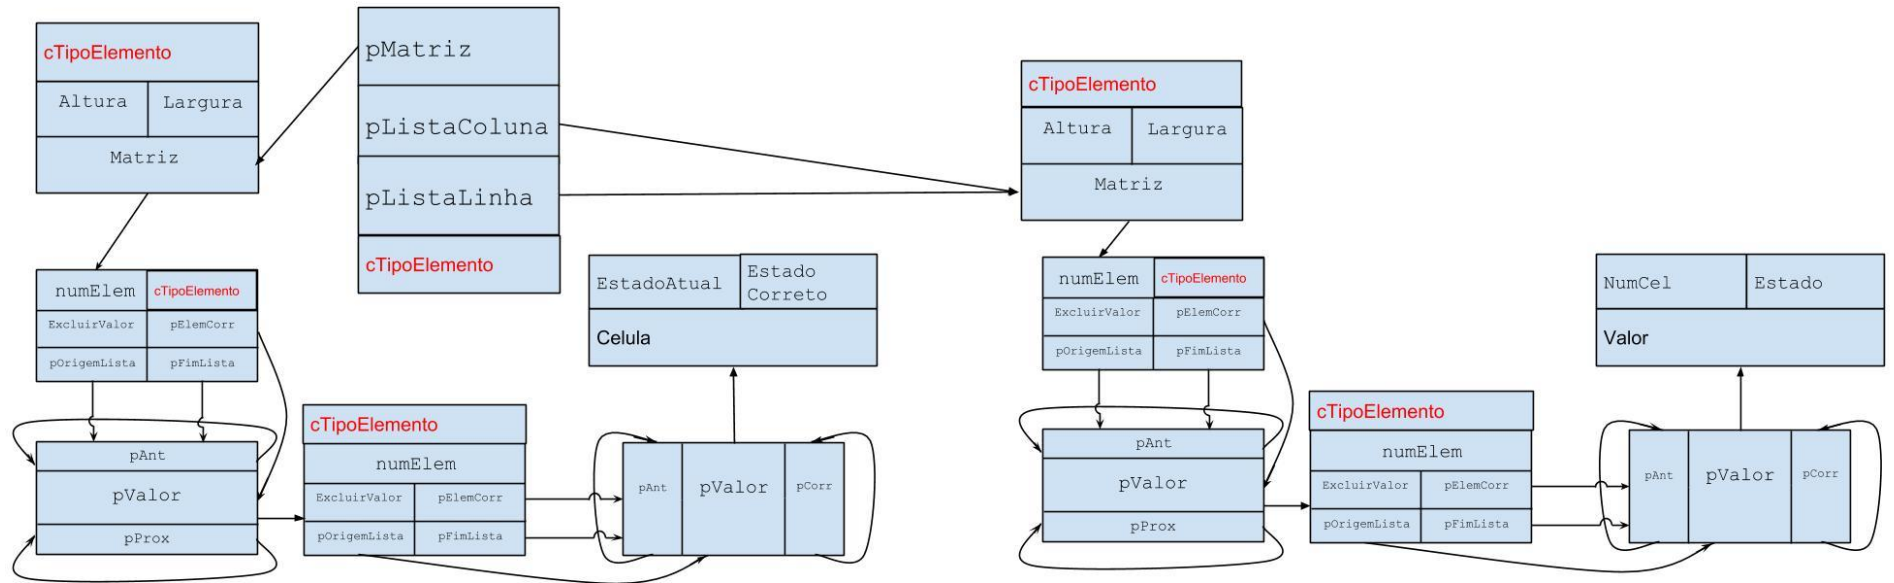 cTipoElemento
Altura
Largura
Matriz
pMatriz
pListaColuna
pListaLinha
cTipoElemento
cTipoElemento
Altura
Largura
Matriz
numElem
cTipoElemento
ExcluirValor
pElemCorr
pOrigemLista
pFimLista
pAnt
pValor
pProx
cTipoElemento
numElem
ExcluirValor
pElemCorr
pOrigemLista
pFimLista
EstadoAtual
Estado
Correto
Celula
pAnt
pValor
pCorr
numElem
cTipoElemento
ExcluirValor
pElemCorr
pOrigemLista
pFimLista
pAnt
pValor
pProx
cTipoElemento
numElem
ExcluirValor
pElemCorr
pOrigemLista
pFimLista
NumCel
Estado
Valor
pAnt
pValor
pCorr